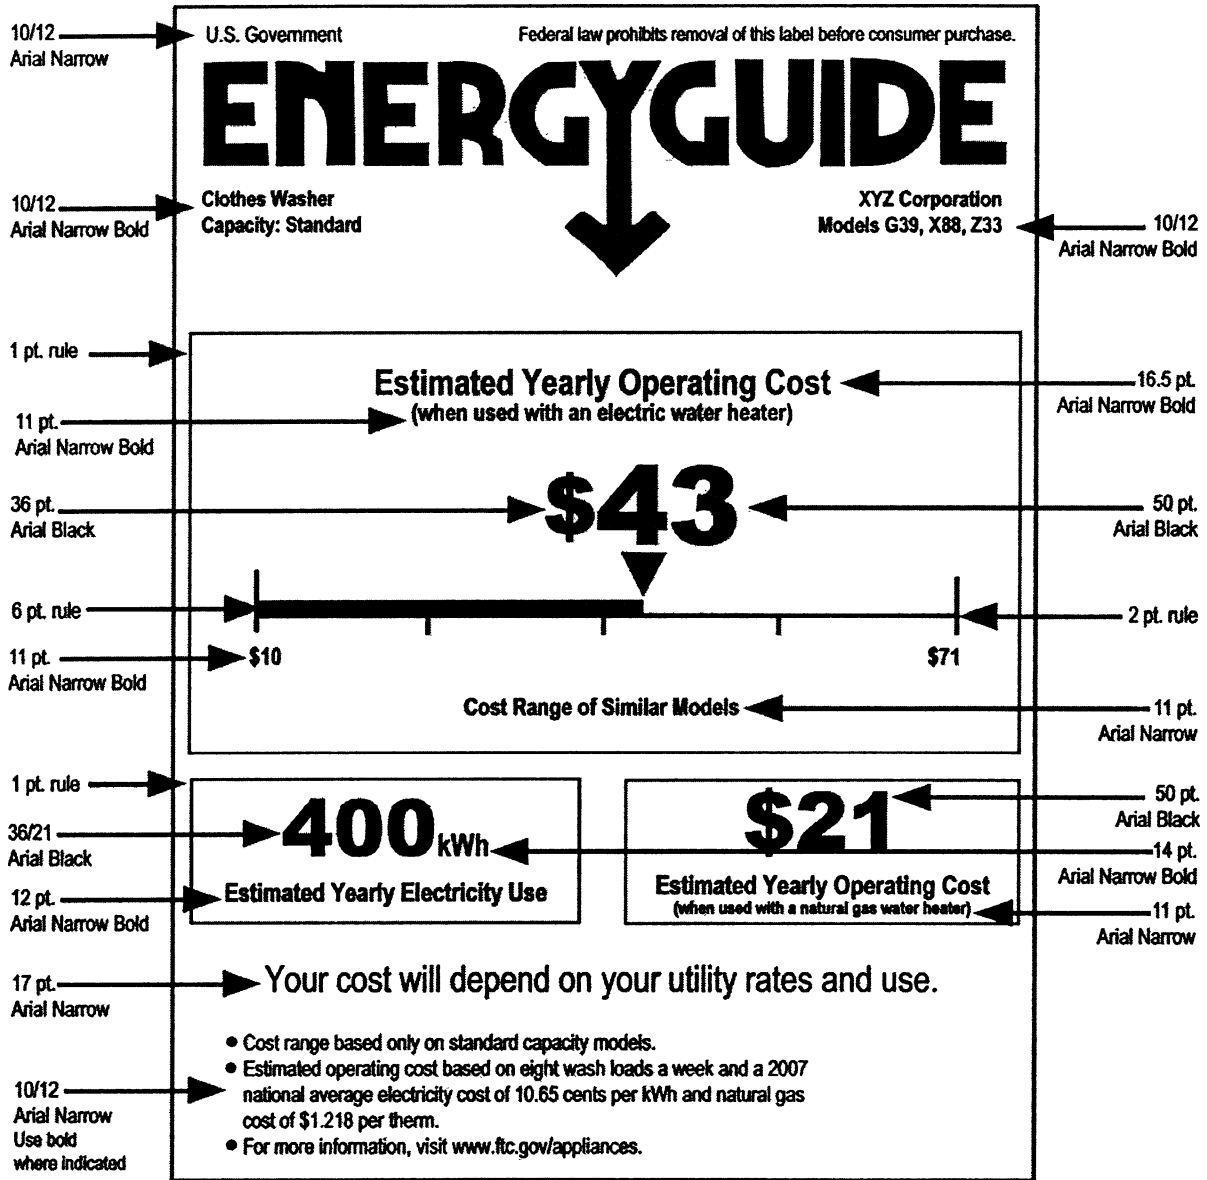 10/12
Arial Narrow
U.S. Government
Federal law prohibits removal of this label before consumer purchase.
ENERGYGUIDE
10/12
Arial Narrow Bold
Clothes Washer
Capacity: Standard
XYZ Corporation
Models G39, X88, Z33
10/12
Arial Narrow Bold
1 pt. rule
Estimated Yearly Operating Cost
(when used with an electric water heater)
16.5 pt.
Arial Narrow Bold
11 pt.
Arial Narrow Bold
36 pt.
Arial Black
$43
50 pt.
Arial Black
6 pt. rule
2 pt. rule
11 pt.
Arial Narrow Bold
$10
$71
Cost Range of Similar Models
11 pt.
Arial Narrow
1 pt. rule
36/21
Arial Black
400kWh
Estimated Yearly Electricity Use
12 pt.
Arial Narrow Bold
$21
Estimated Yearly Operating Cost
(when used with a natural gas water heater)
50 pt.
Arial Black
14 pt.
Arial Narrow Bold
11 pt.
Arial Narrow
17 pt.
Arial Narrow
Your cost will depend on your utility rates and use.
10/12
Arial Narrow
Use bold
where indicated
● Cost range based only on standard capacity models.
● Estimated operating cost based on eight wash loads a week and a 2007
national average electricity cost of 10.65 cents per kWh and natural gas
cost of $1.218 per therm.
● For more information, visit www.ftc.gov/appliances.